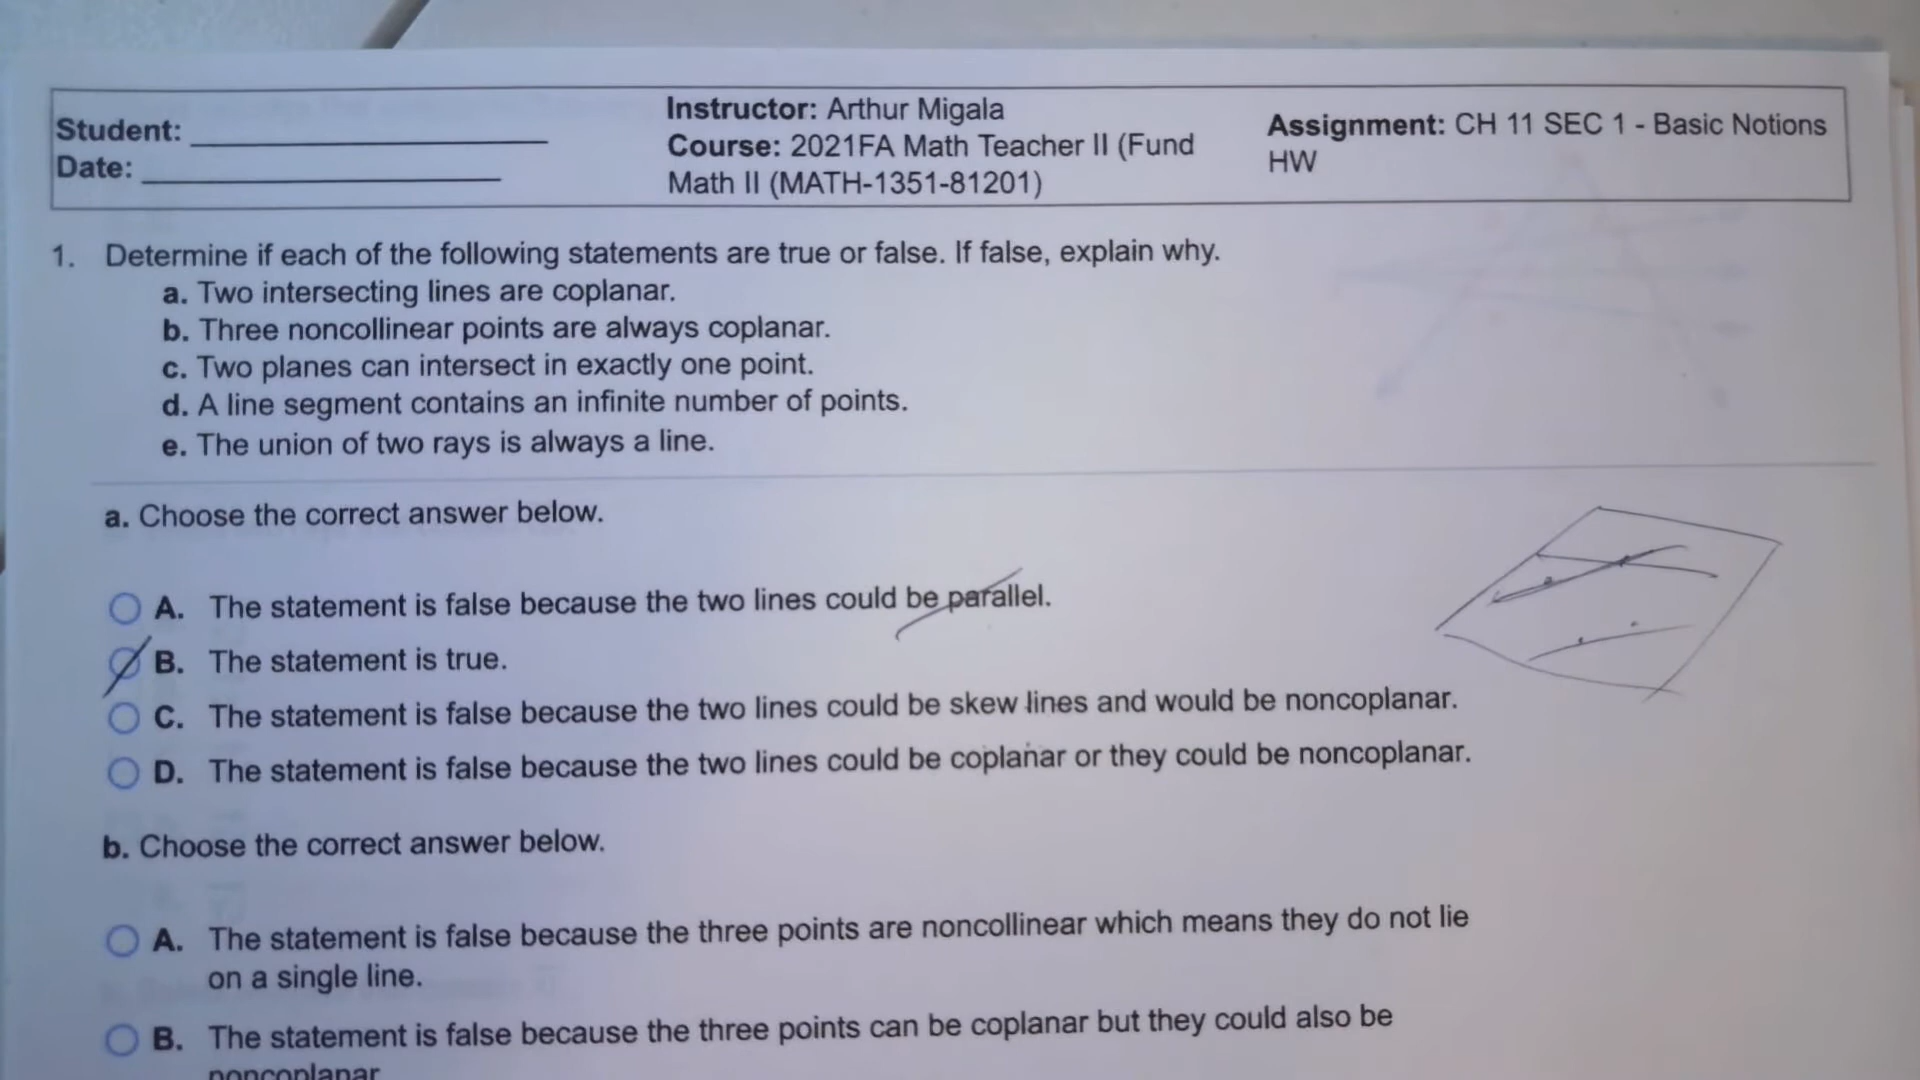 Student:
Date:
Instructor: Arthur Migala
Course: 2021FA Math Teacher II (Fund
Math II (MATH-1351-81201)
Assignment: CH 11 SEC 1 - Basic Notions
HW
1. Determine if each of the following statements are true or false. If false, explain why.
a. Two intersecting lines are coplanar.
b. Three noncollinear points are always coplanar.
c. Two planes can intersect in exactly one point.
d. A line segment contains an infinite number of points.
e. The union of two rays is always a line.
a. Choose the correct answer below.
A. The statement is false because the two lines could be parallel.
B. The statement is true.
C. The statement is false because the two lines could be skew lines and would be noncoplanar.
D. The statement is false because the two lines could be coplanar or they could be noncoplanar.
b. Choose the correct answer below.
A. The statement is false because the three points are noncollinear which means they do not lie
on a single line.
B. The statement is false because the three points can be coplanar but they could also be
noncoplanar